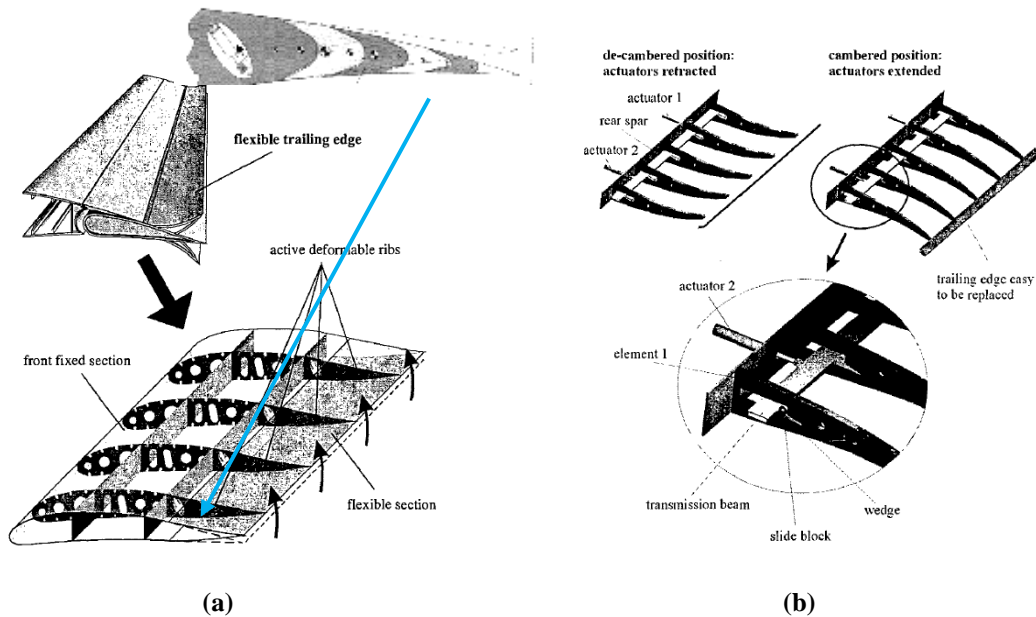 flexible trailing edge
active deformable ribs
front fixed section
flexible section
(a)
de-cambered position:
actuators retracted
cambered position:
actuators extended
actuator 1
rear spar
actuator 2
trailing edge easy
to be replaced
actuator 2
element 1
transmission beam
wedge
slide block
(b)